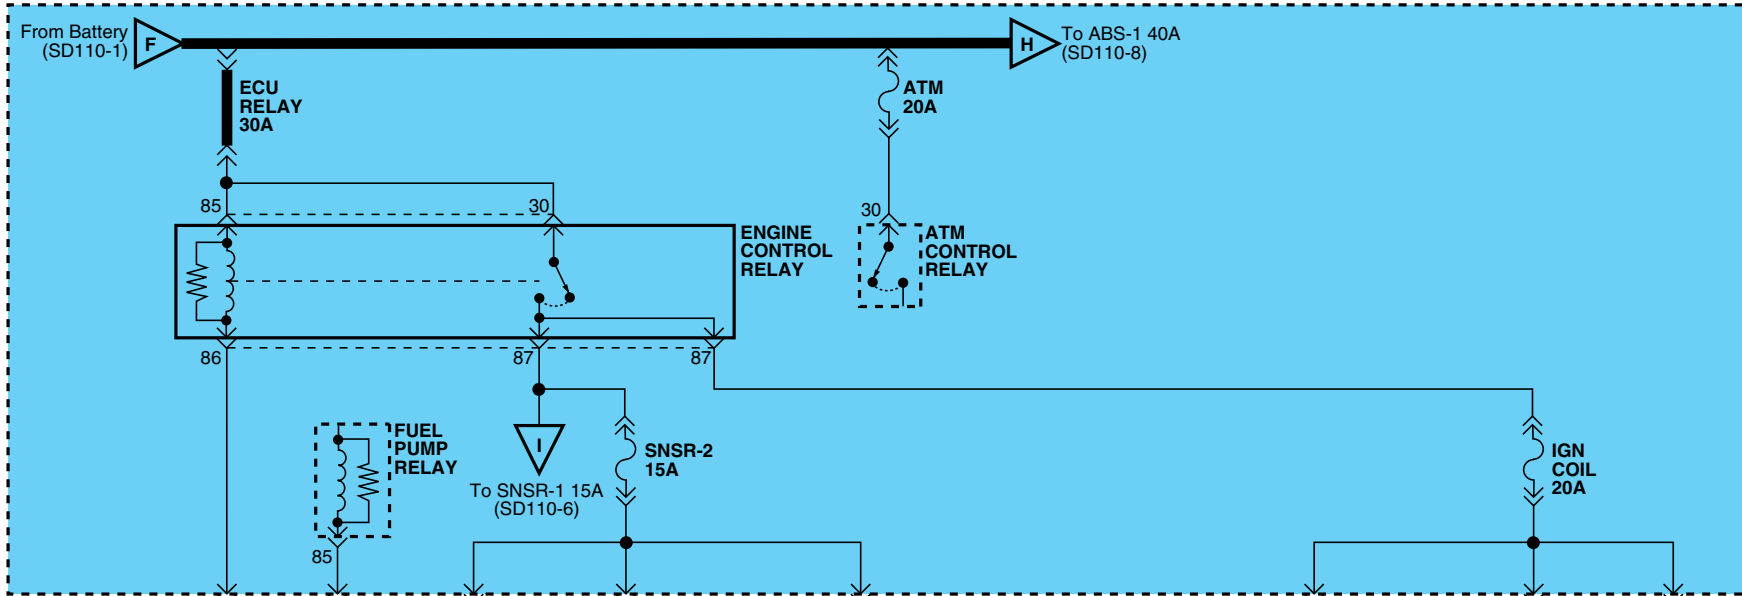 From Battery
(SD110-1)
F
H
To ABS-1 40A
(SD110-8)
ECU
RELAY
30A
ATM
20A
85
30
30
ENGINE
CONTROL
RELAY
ATM
CONTROL
RELAY
86
87
87
FUEL
PUMP
RELAY
85
I
To SNSR-1 15A
(SD110-6)
SNSR-2
15A
IGN
COIL
20A